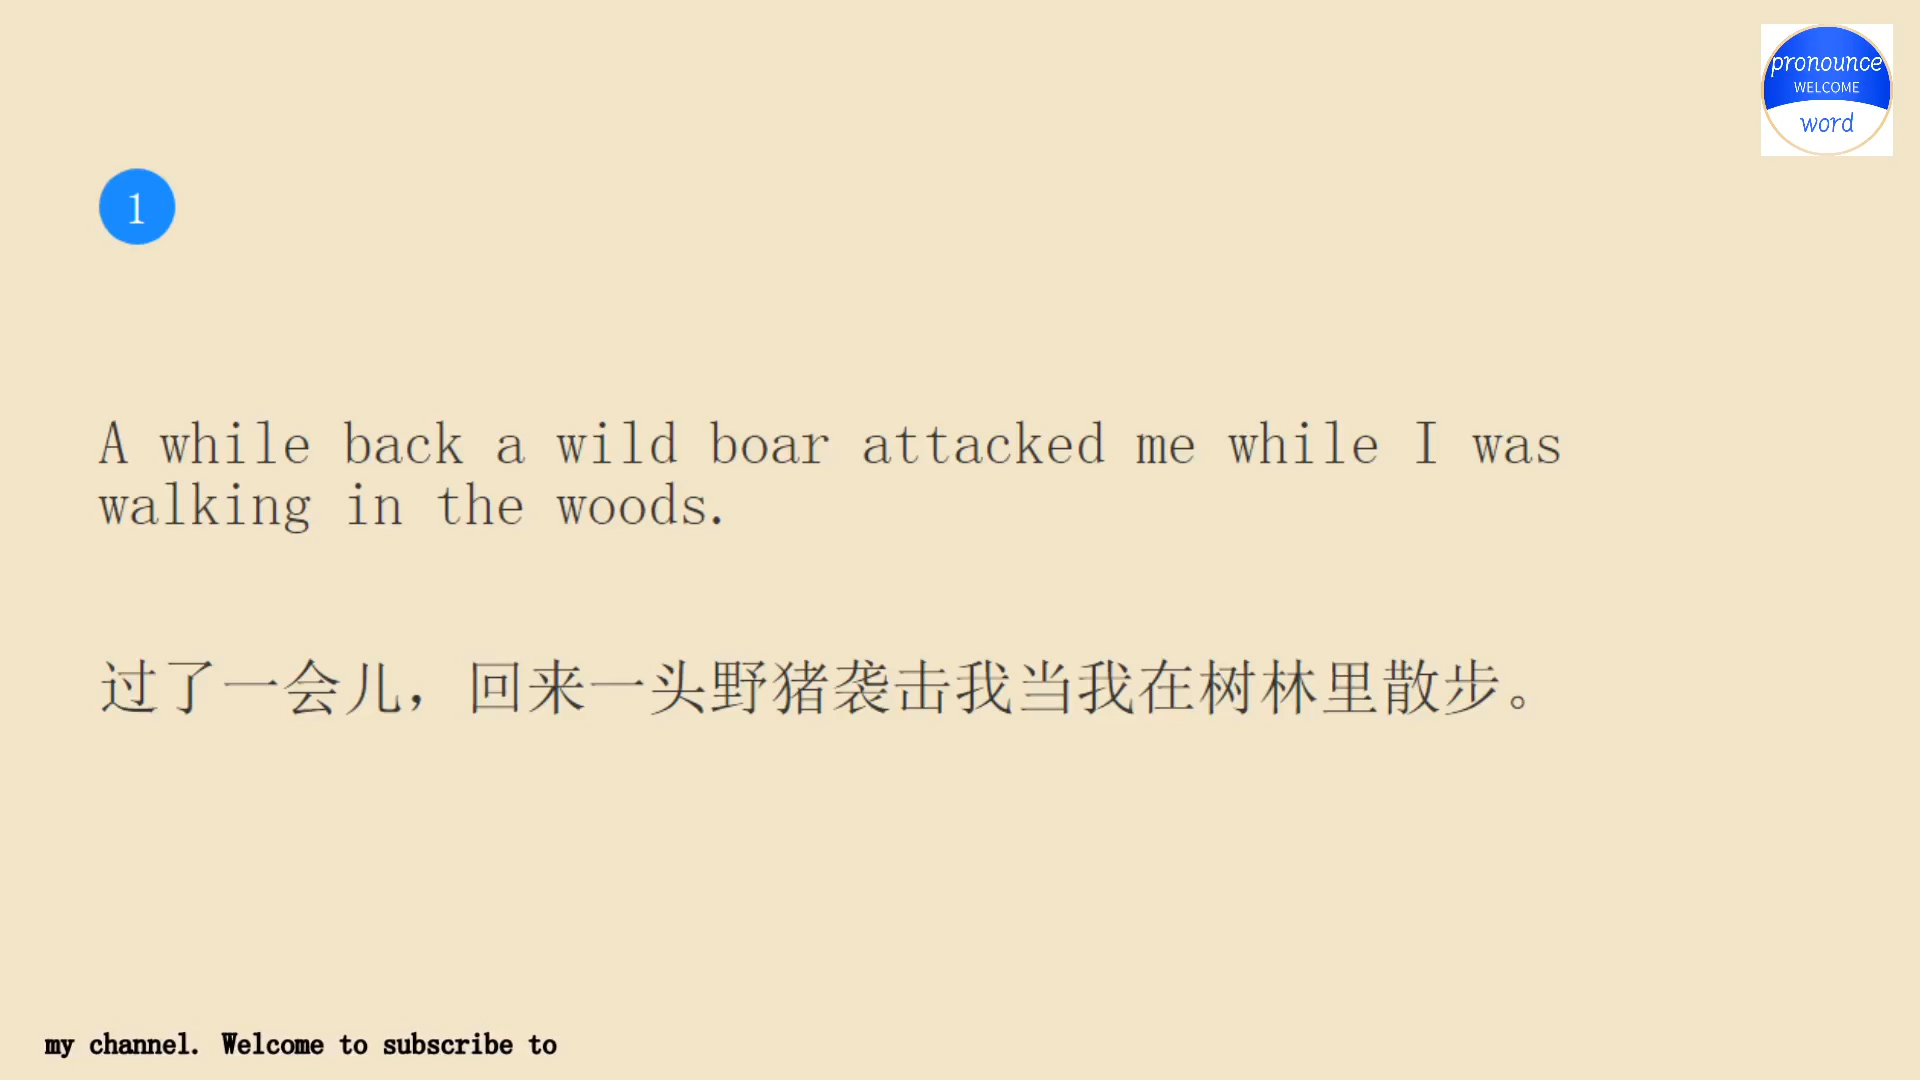 pronounce
WELCOME
word
1
A while back a wild boar attacked me while I was
walking in the woods.
过了一会儿，回来一头野猪袭击我当我在树林里散步。
my channel. Welcome to subscribe to